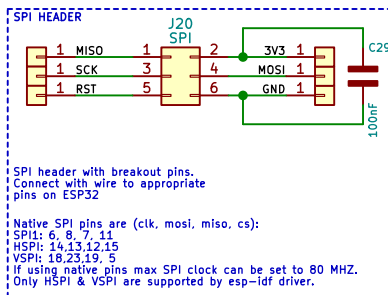 SPI HEADER
J20
SPI
1 MISO 1 2 3V3 1
1 SCK 3 4 MOSI 1
1 RST 5 6 GND 1
C29
100nF
SPI header with breakout pins.
Connect with wire to appropriate
pins on ESP32
Native SPI pins are (clk, mosi, miso, cs):
SPI1: 6, 8, 7, 11
HSPI: 14,13,12,15
VSPI: 18,23,19, 5
If using native pins max SPI clock can be set to 80 MHZ.
Only HSPI & VSPI are supported by esp-idf driver.